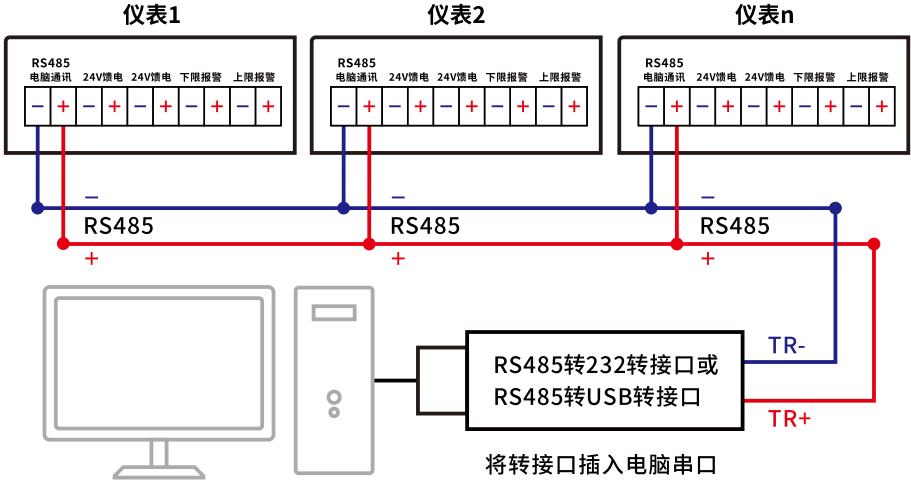 仪表1 仪表2 仪表n
RS485 RS485 RS485
电脑通讯 24V馈电 24V馈电 下限报警 上限报警 电脑通讯 24V馈电 24V馈电 下限报警 上限报警 电脑通讯 24V馈电 24V馈电 下限报警 上限报警
− + − + − + − + − + − + − + − + − + − + − + − + − + − + − +
− − −
RS485 RS485 RS485
+ + +
TR-
RS485转232转接口或
RS485转USB转接口
TR+
将转接口插入电脑串口